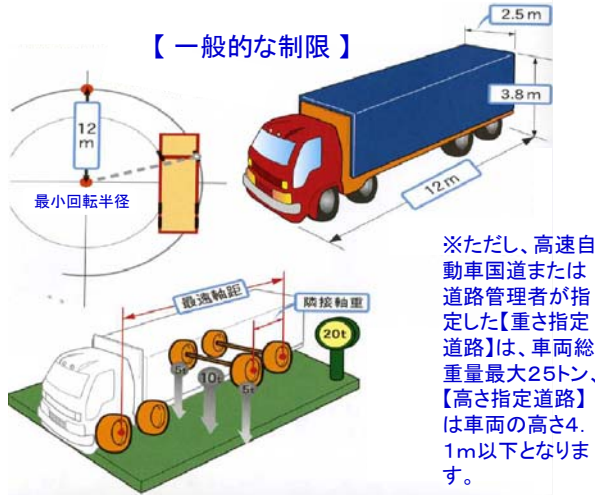 【 一般的な制限 】
2.5m
3.8m
12m
12
m
最小回転半径
最遠軸距
隣接軸重
20t
5t
10t
5t
※ただし、高速自
動車国道または
道路管理者が指
定した【重さ指定
道路】は、車両総
重量最大25トン、
【高さ指定道路】
は車両の高さ4.
1m以下となりま
す。